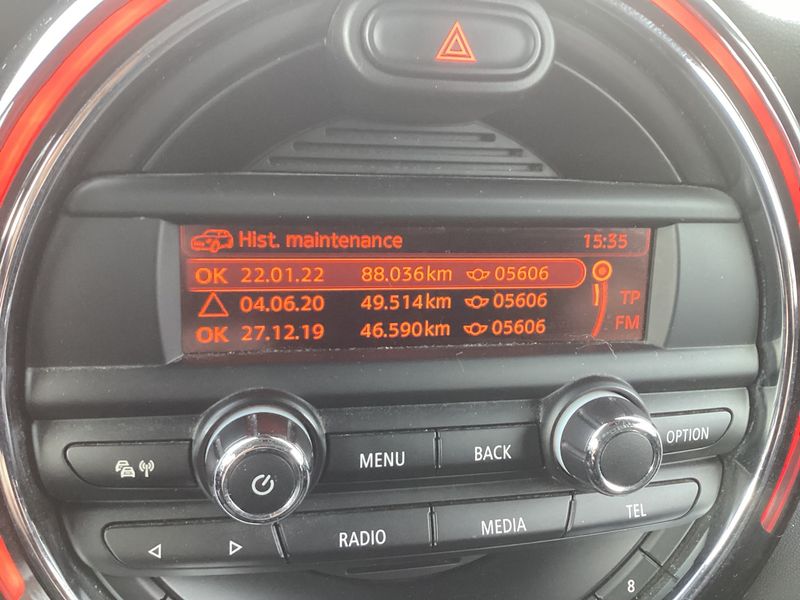 Hist. maintenance 15:35
OK 22.01.22 88.036km 05606
04.06.20 49.514km 05606
TP
OK 27.12.19 46.590km 05606
FM
MENU BACK OPTION
RADIO MEDIA TEL
8